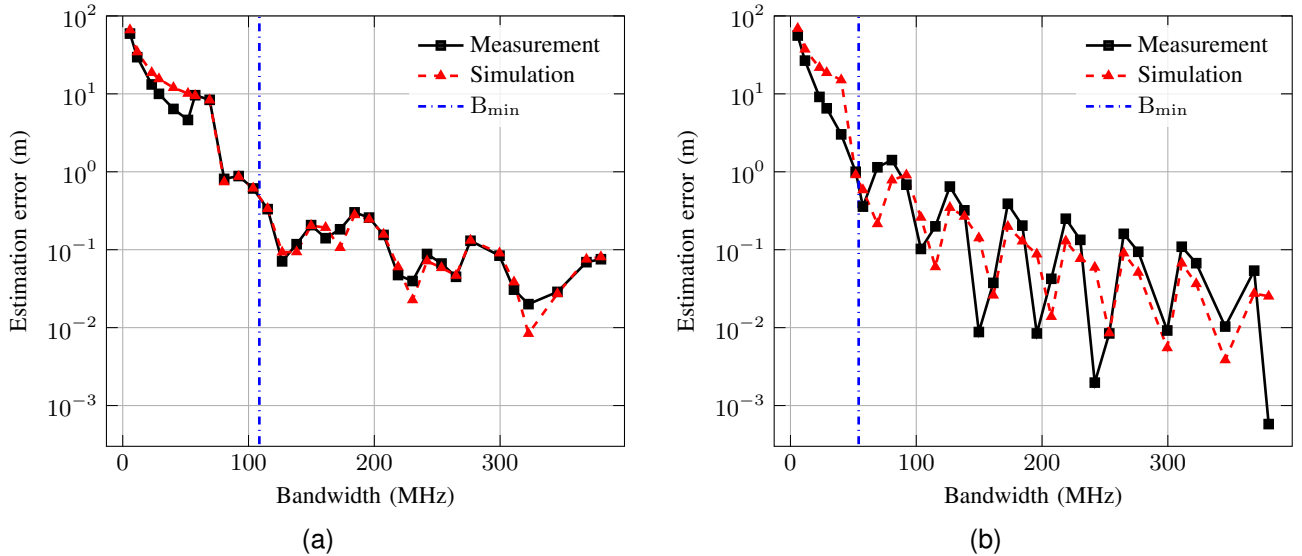 10^2
10^1
10^0
10^−1
10^−2
10^−3
Estimation error (m)
0
100
200
300
Bandwidth (MHz)
Measurement
Simulation
B_min
(a)
10^2
10^1
10^0
10^−1
10^−2
10^−3
Estimation error (m)
0
100
200
300
Bandwidth (MHz)
Measurement
Simulation
B_min
(b)